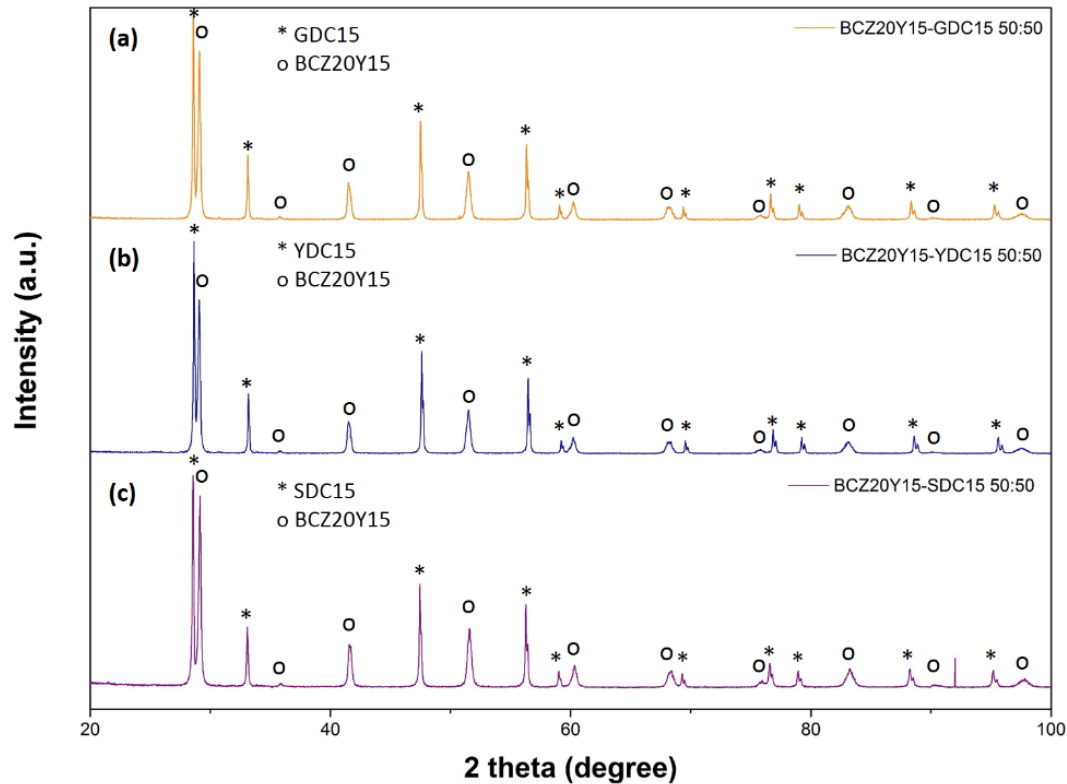 (a)
* GDC15
o BCZ20Y15
BCZ20Y15-GDC15 50:50
(b)
* YDC15
o BCZ20Y15
BCZ20Y15-YDC15 50:50
(c)
* SDC15
o BCZ20Y15
BCZ20Y15-SDC15 50:50
Intensity (a.u.)
20 40 60 80 100
2 theta (degree)